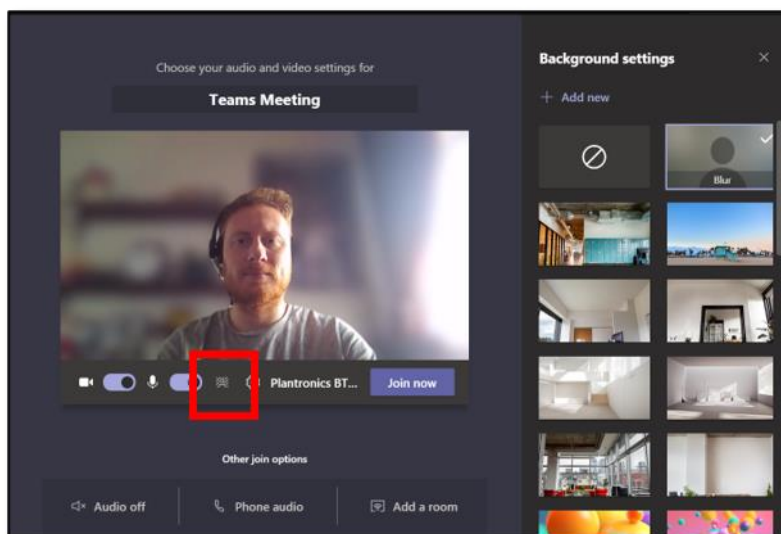 Choose your audio and video settings for
Teams Meeting
Plantronics BT...
Join now
Other join options
Audio off
Phone audio
Add a room
Background settings
Add new
Blur